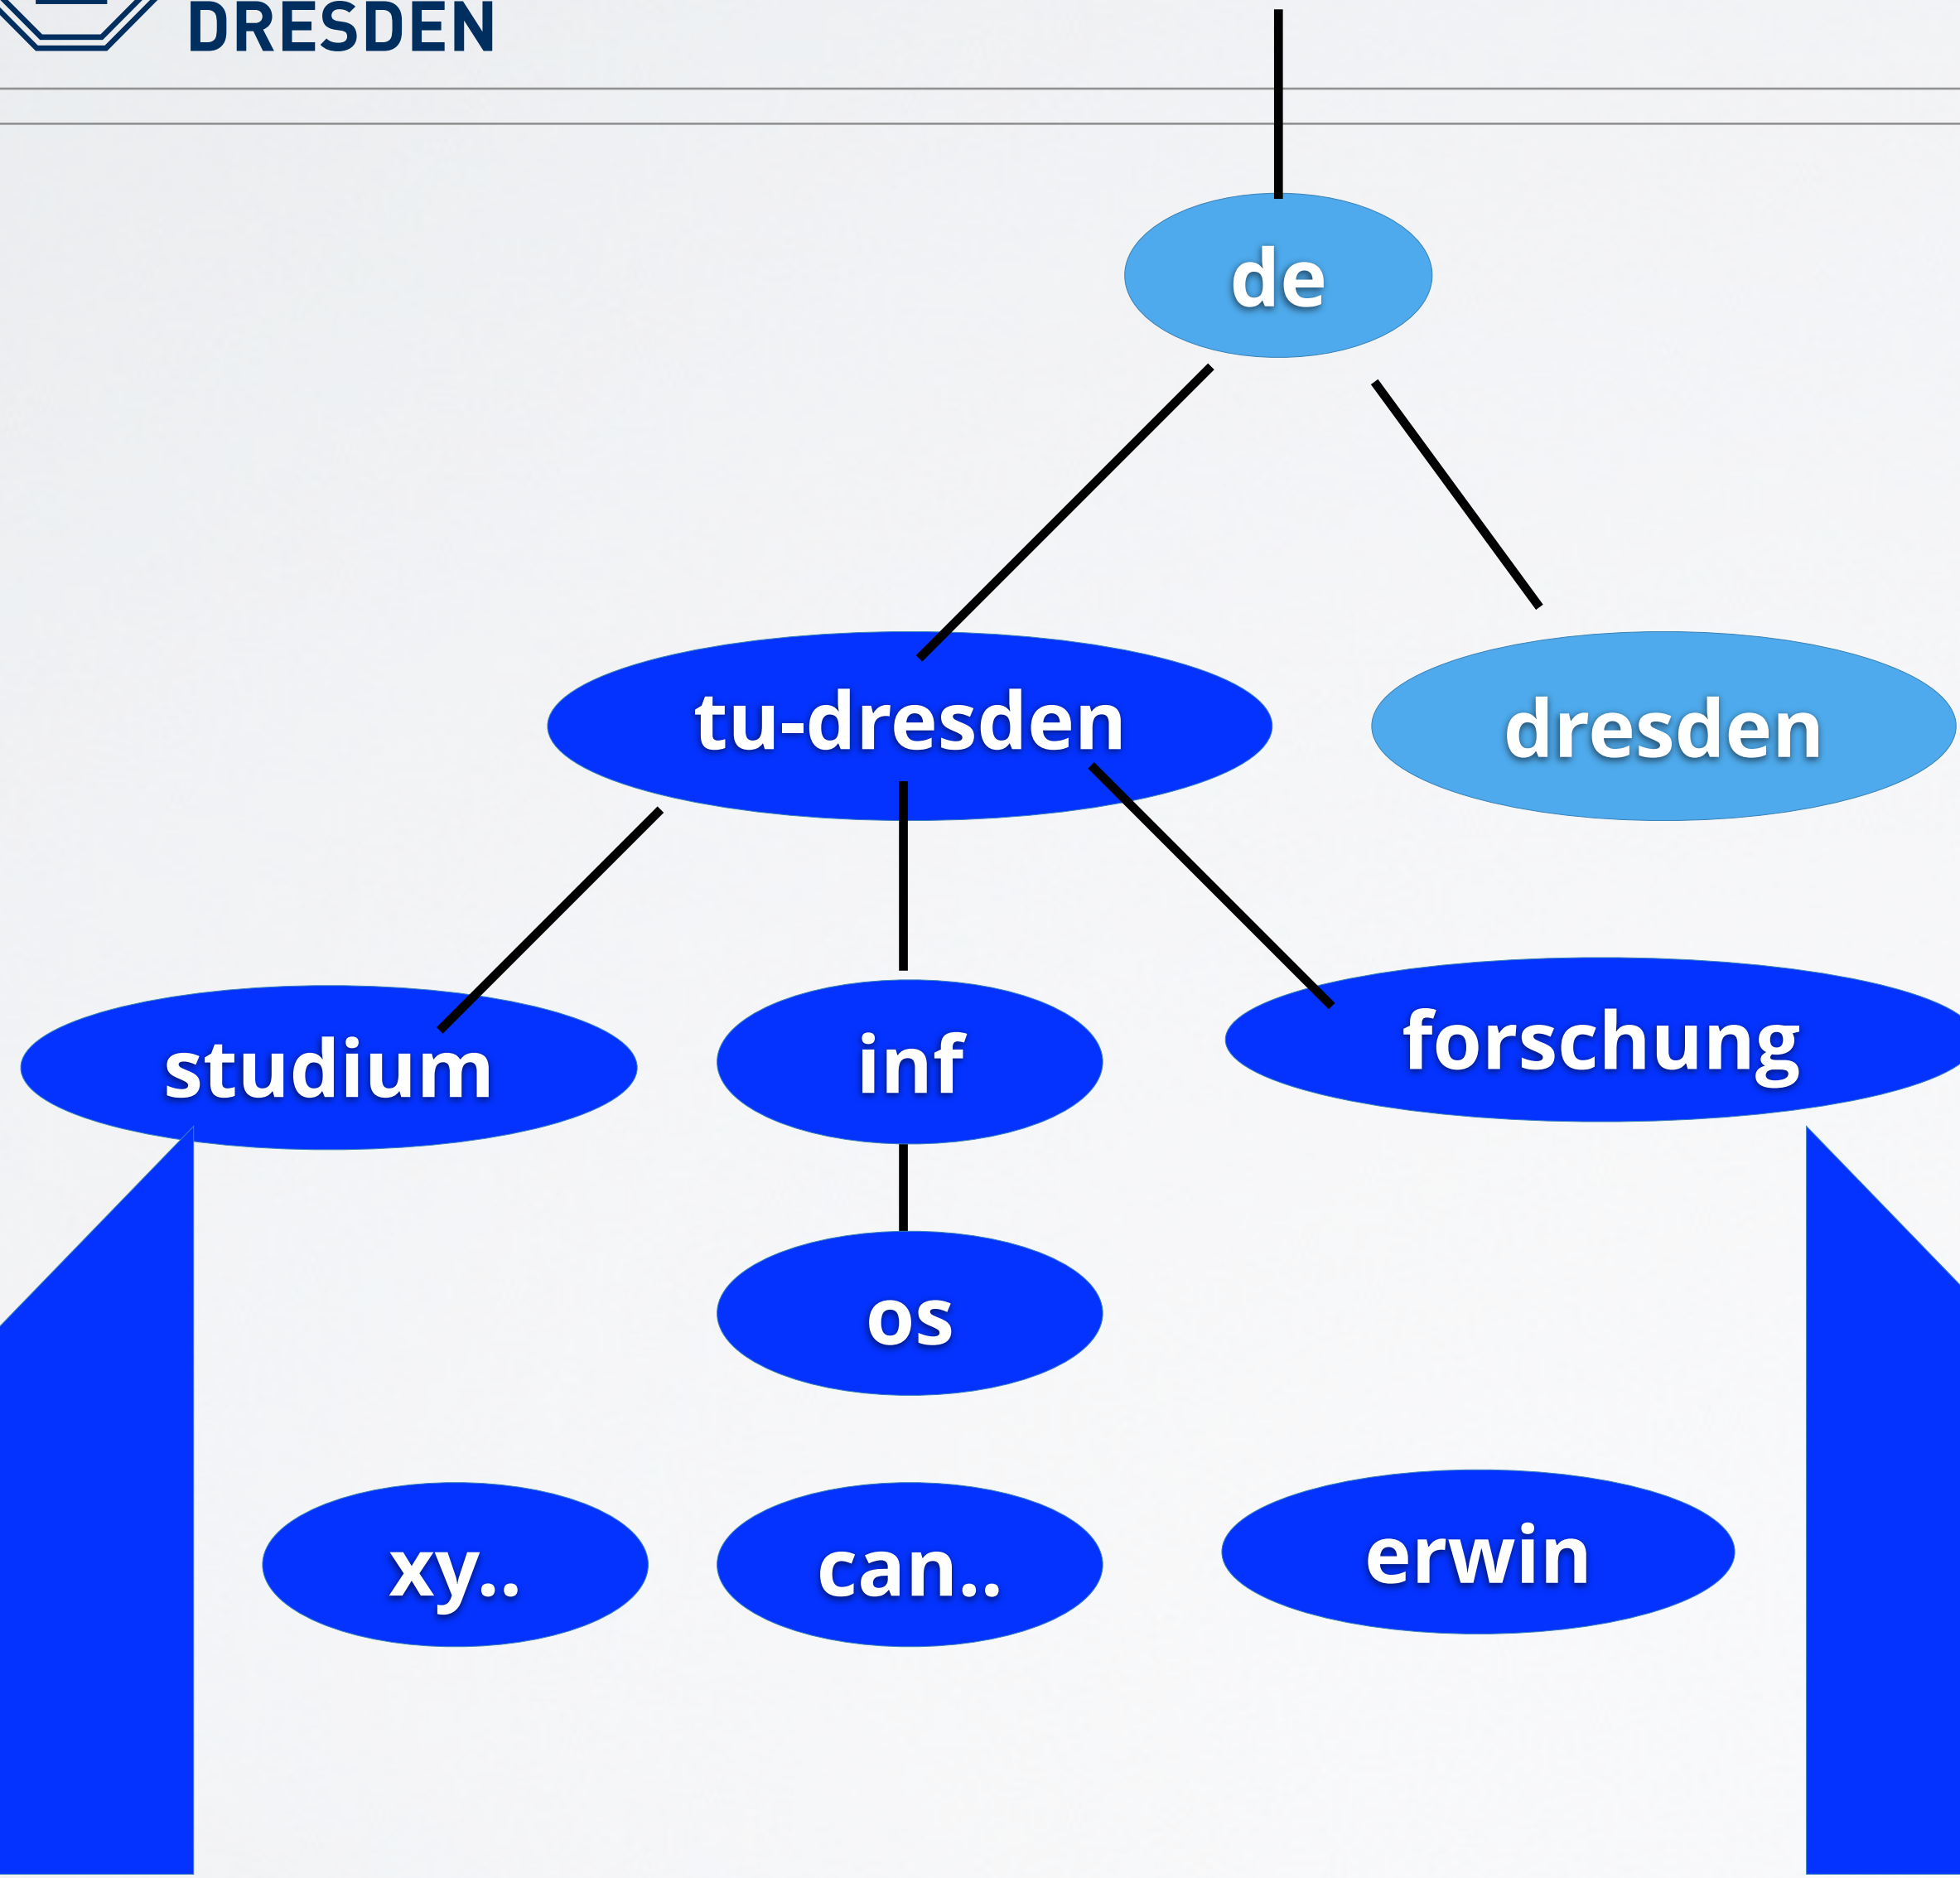 DRESDEN
de
tu-dresden
dresden
studium
inf
forschung
os
xy..
can..
erwin